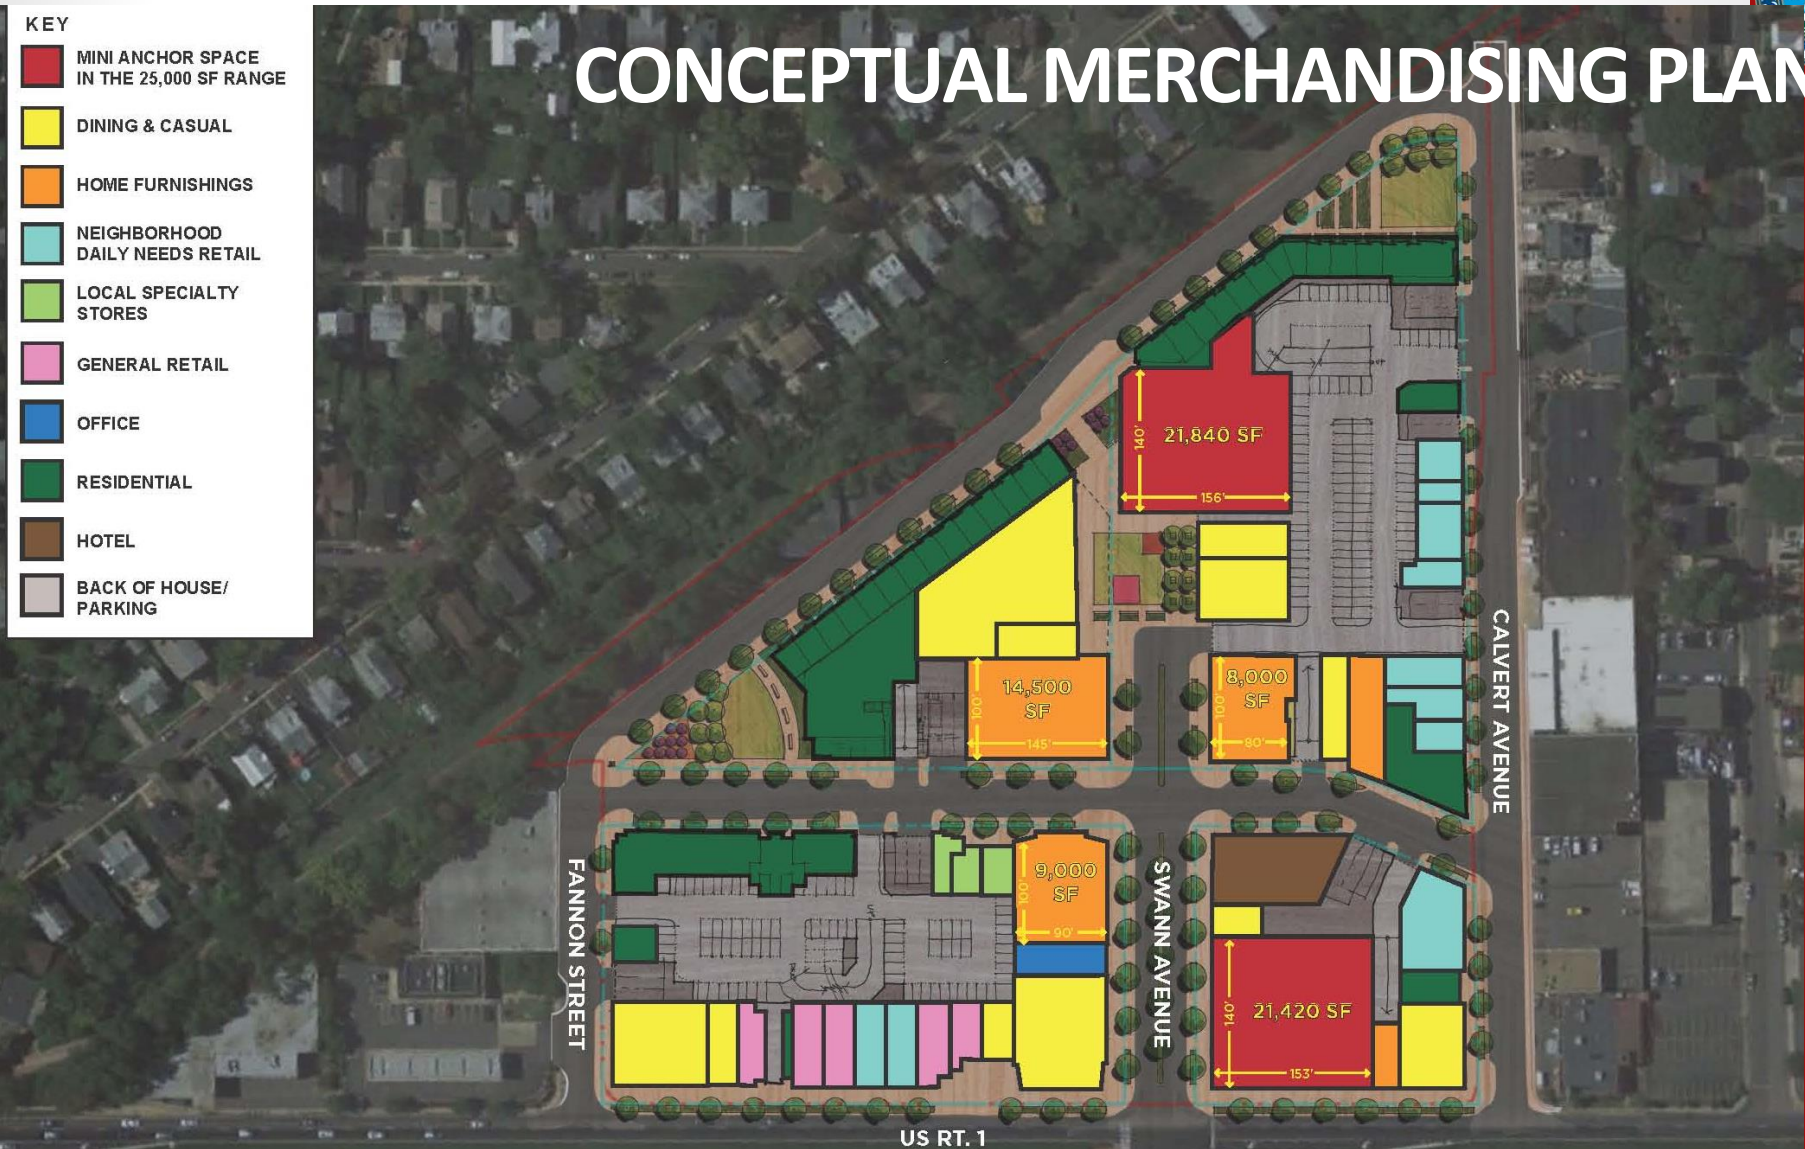 KEY
MINI ANCHOR SPACE
IN THE 25,000 SF RANGE
DINING & CASUAL
HOME FURNISHINGS
NEIGHBORHOOD
DAILY NEEDS RETAIL
LOCAL SPECIALTY
STORES
GENERAL RETAIL
OFFICE
RESIDENTIAL
HOTEL
BACK OF HOUSE/
PARKING
CONCEPTUAL MERCHANDISING PLAN
140'
21,840 SF
156'
14,500
SF
100'
145'
8,000
SF
100'
80'
CALVERT AVENUE
FANNON STREET
9,000
SF
100'
90'
SWANN AVENUE
140'
21,420 SF
153'
US RT. 1